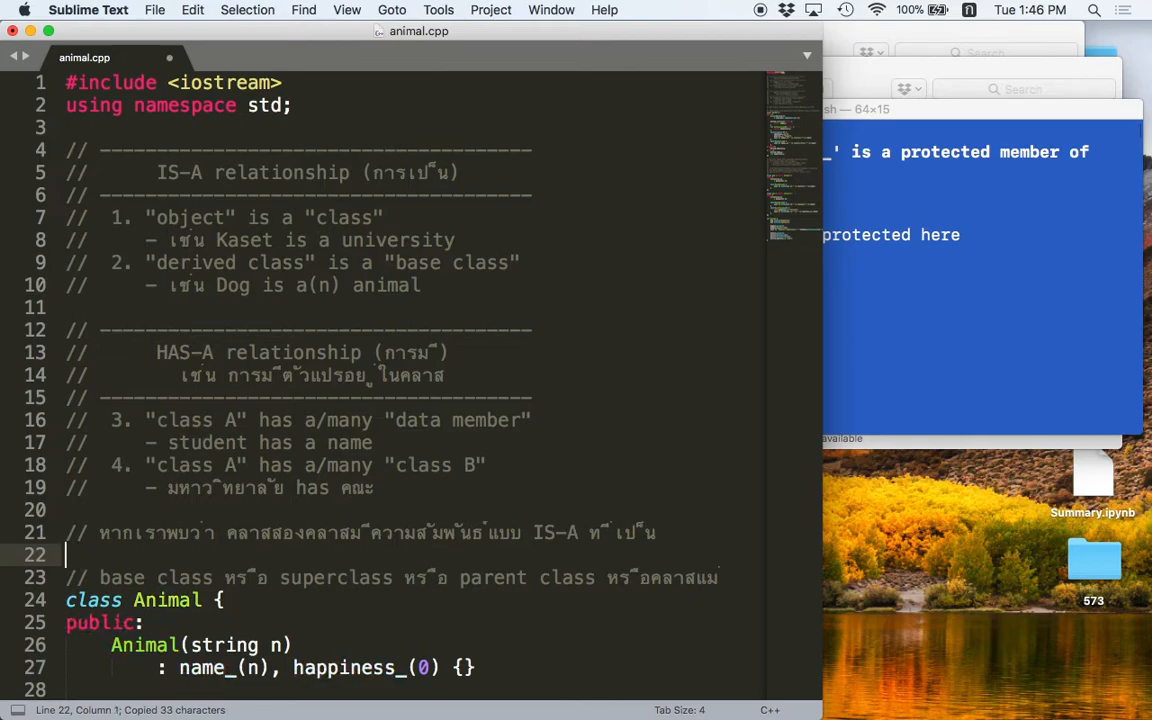 Sublime Text File Edit Selection Find View Goto Tools Project Window Help 100% Tue 1:46 PM
animal.cpp
animal.cpp
Search
Search
sh — 64×15
_' is a protected member of
protected here
available
Summary.ipynb
573
1 #include <iostream>
2 using namespace std;
3
4 // --------------------------------------
5 // IS-A relationship (การเป็น)
6 // --------------------------------------
7 // 1. "object" is a "class"
8 // - เช่น Kaset is a university
9 // 2. "derived class" is a "base class"
10 // - เช่น Dog is a(n) animal
11
12 // --------------------------------------
13 // HAS-A relationship (การมี)
14 // เช่น การมีตัวแปรอยู่ในคลาส
15 // --------------------------------------
16 // 3. "class A" has a/many "data member"
17 // - student has a name
18 // 4. "class A" has a/many "class B"
19 // - มหาวิทยาลัย has คณะ
20
21 // หากเราพบว่า คลาสสองคลาสมีความสัมพันธ์แบบ IS-A ที่เป็น
22
23 // base class หรือ superclass หรือ parent class หรือคลาสแม่
24 class Animal {
25 public:
26 Animal(string n)
27 : name_(n), happiness_(0) {}
28
Line 22, Column 1; Copied 33 characters Tab Size: 4 C++